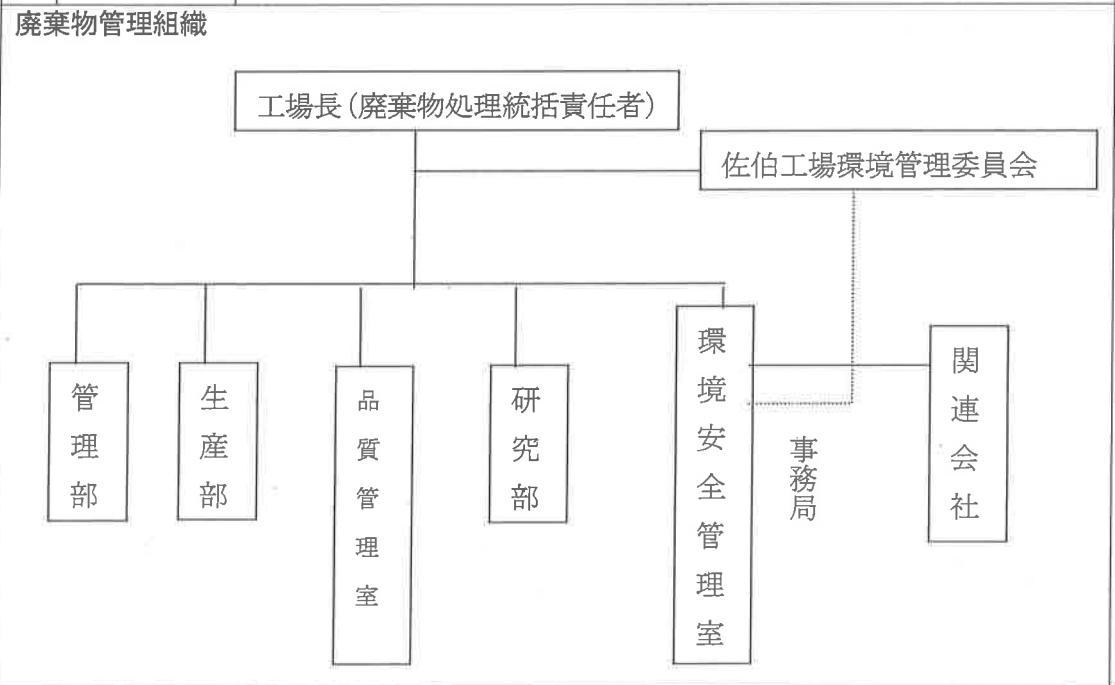 廃棄物管理組織
工場長(廃棄物処理統括責任者)
佐伯工場環境管理委員会
管理部
生産部
品質管理室
研究部
環境安全管理室
事務局
関連会社